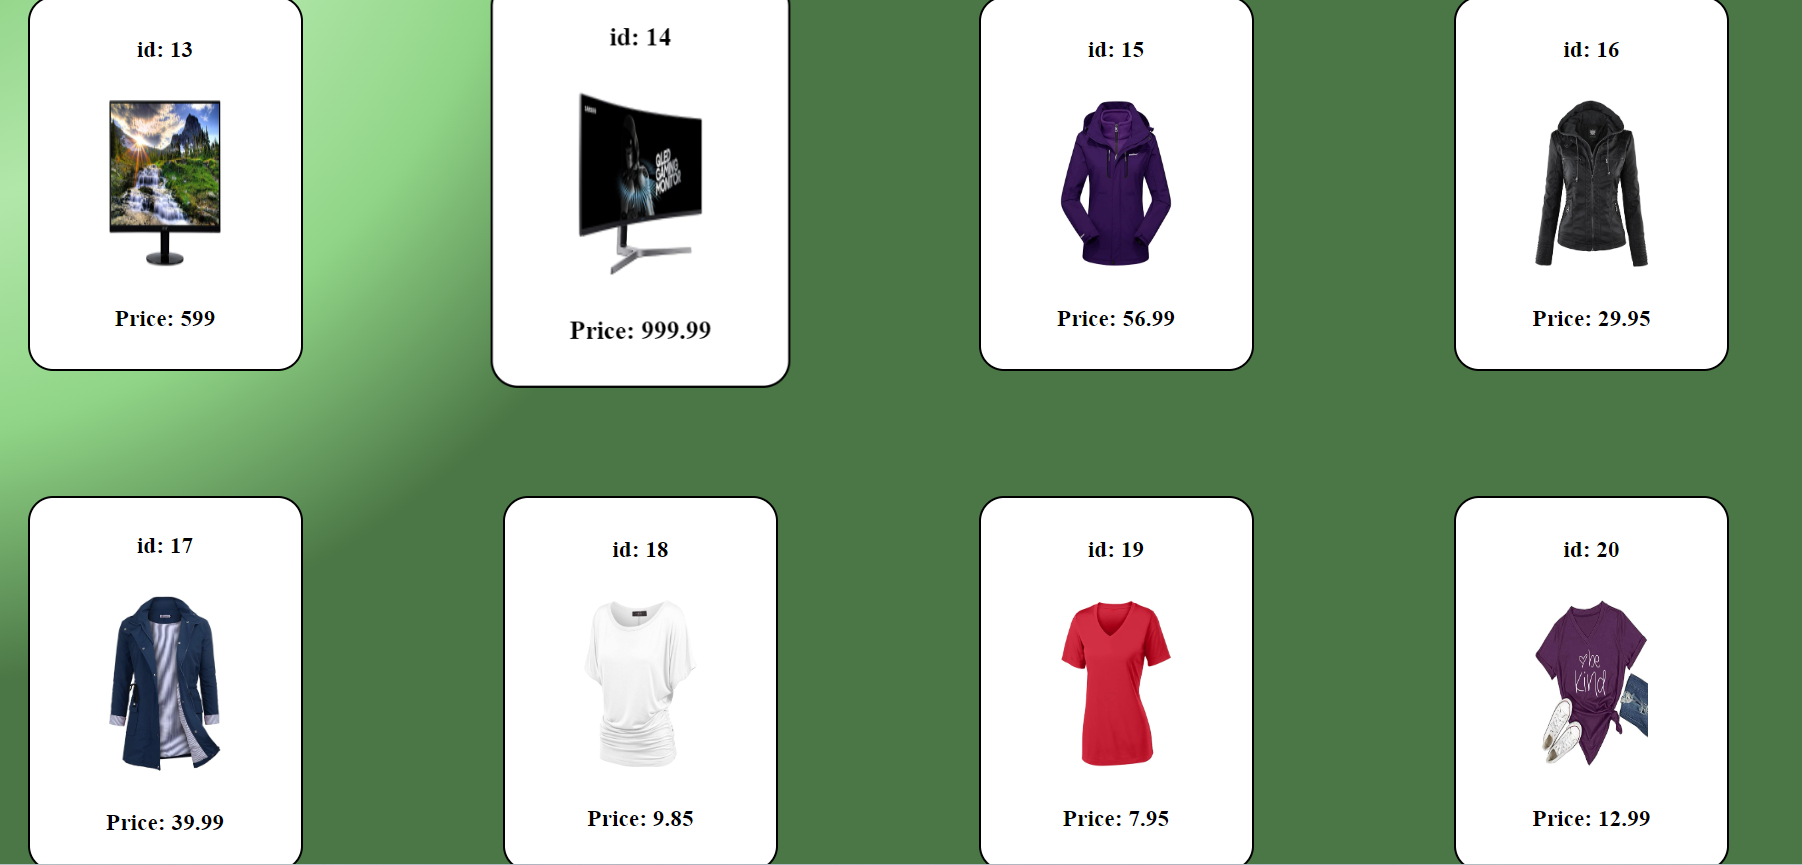 id: 13
id: 14
id: 15
id: 16
SAMSUNG
QLED
GAMING
MONITOR
Price: 599
Price: 999.99
Price: 56.99
Price: 29.95
id: 17
id: 18
id: 19
id: 20
be
kind
Price: 39.99
Price: 9.85
Price: 7.95
Price: 12.99